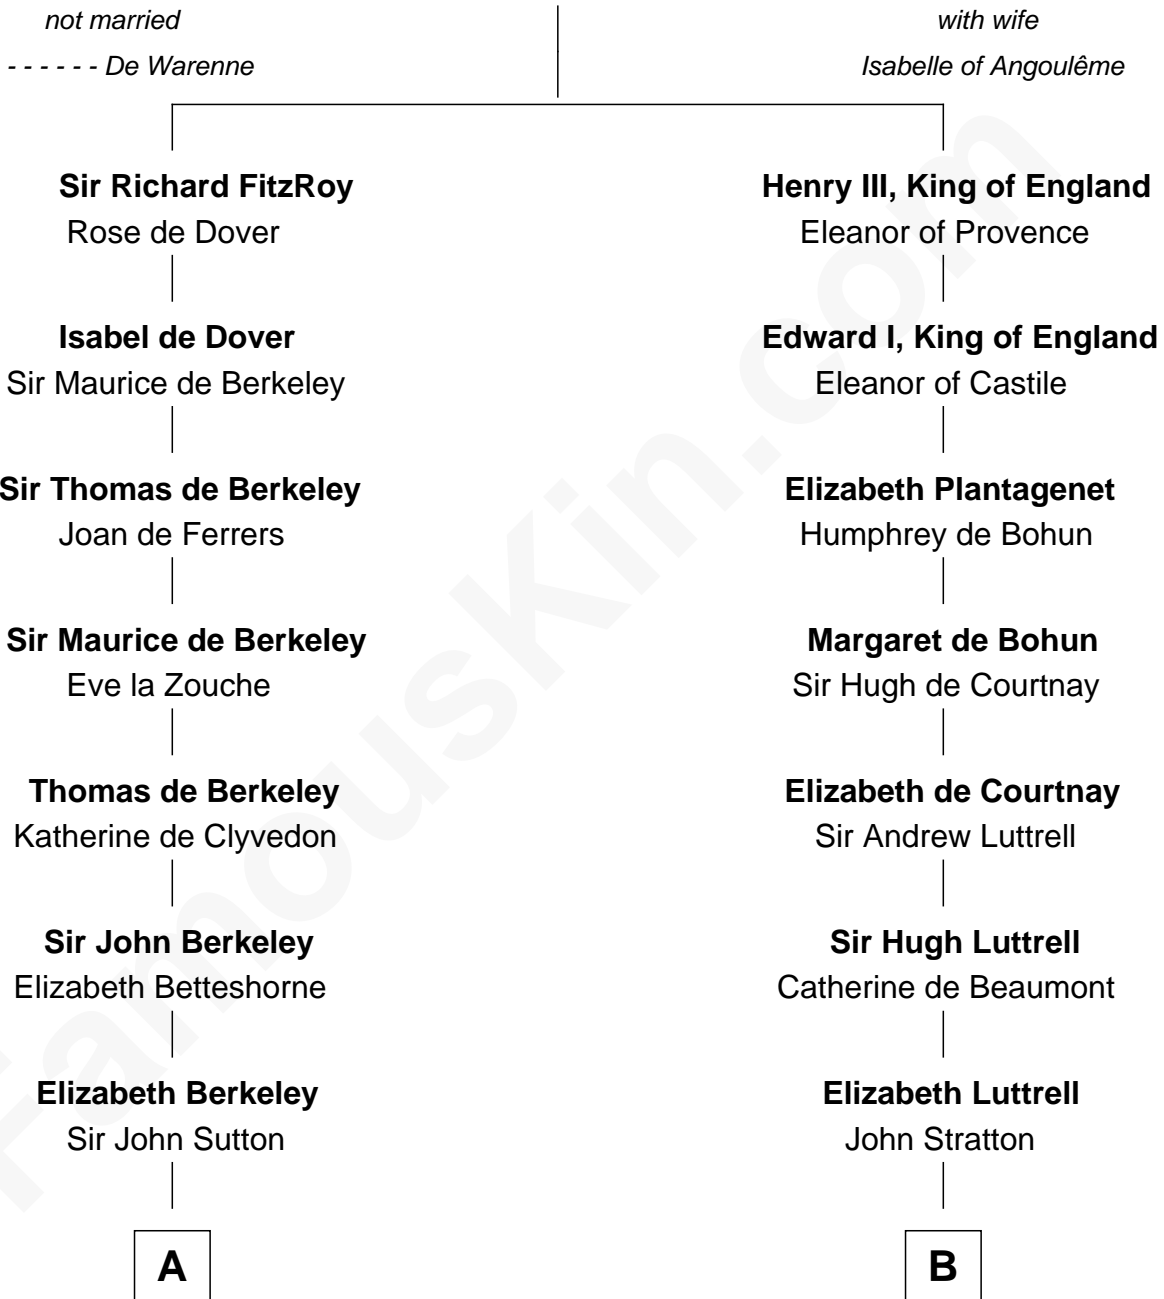 not married
with wife
- - - - - - De Warenne
Isabelle of Angoulême
Sir Richard FitzRoy
Rose de Dover
Henry III, King of England
Eleanor of Provence
Isabel de Dover
Sir Maurice de Berkeley
Edward I, King of England
Eleanor of Castile
Sir Thomas de Berkeley
Joan de Ferrers
Elizabeth Plantagenet
Humphrey de Bohun
Sir Maurice de Berkeley
Eve la Zouche
Margaret de Bohun
Sir Hugh de Courtnay
Thomas de Berkeley
Katherine de Clyvedon
Elizabeth de Courtnay
Sir Andrew Luttrell
Sir John Berkeley
Elizabeth Betteshorne
Sir Hugh Luttrell
Catherine de Beaumont
Elizabeth Berkeley
Sir John Sutton
Elizabeth Luttrell
John Stratton
A
B
FamousKin.com